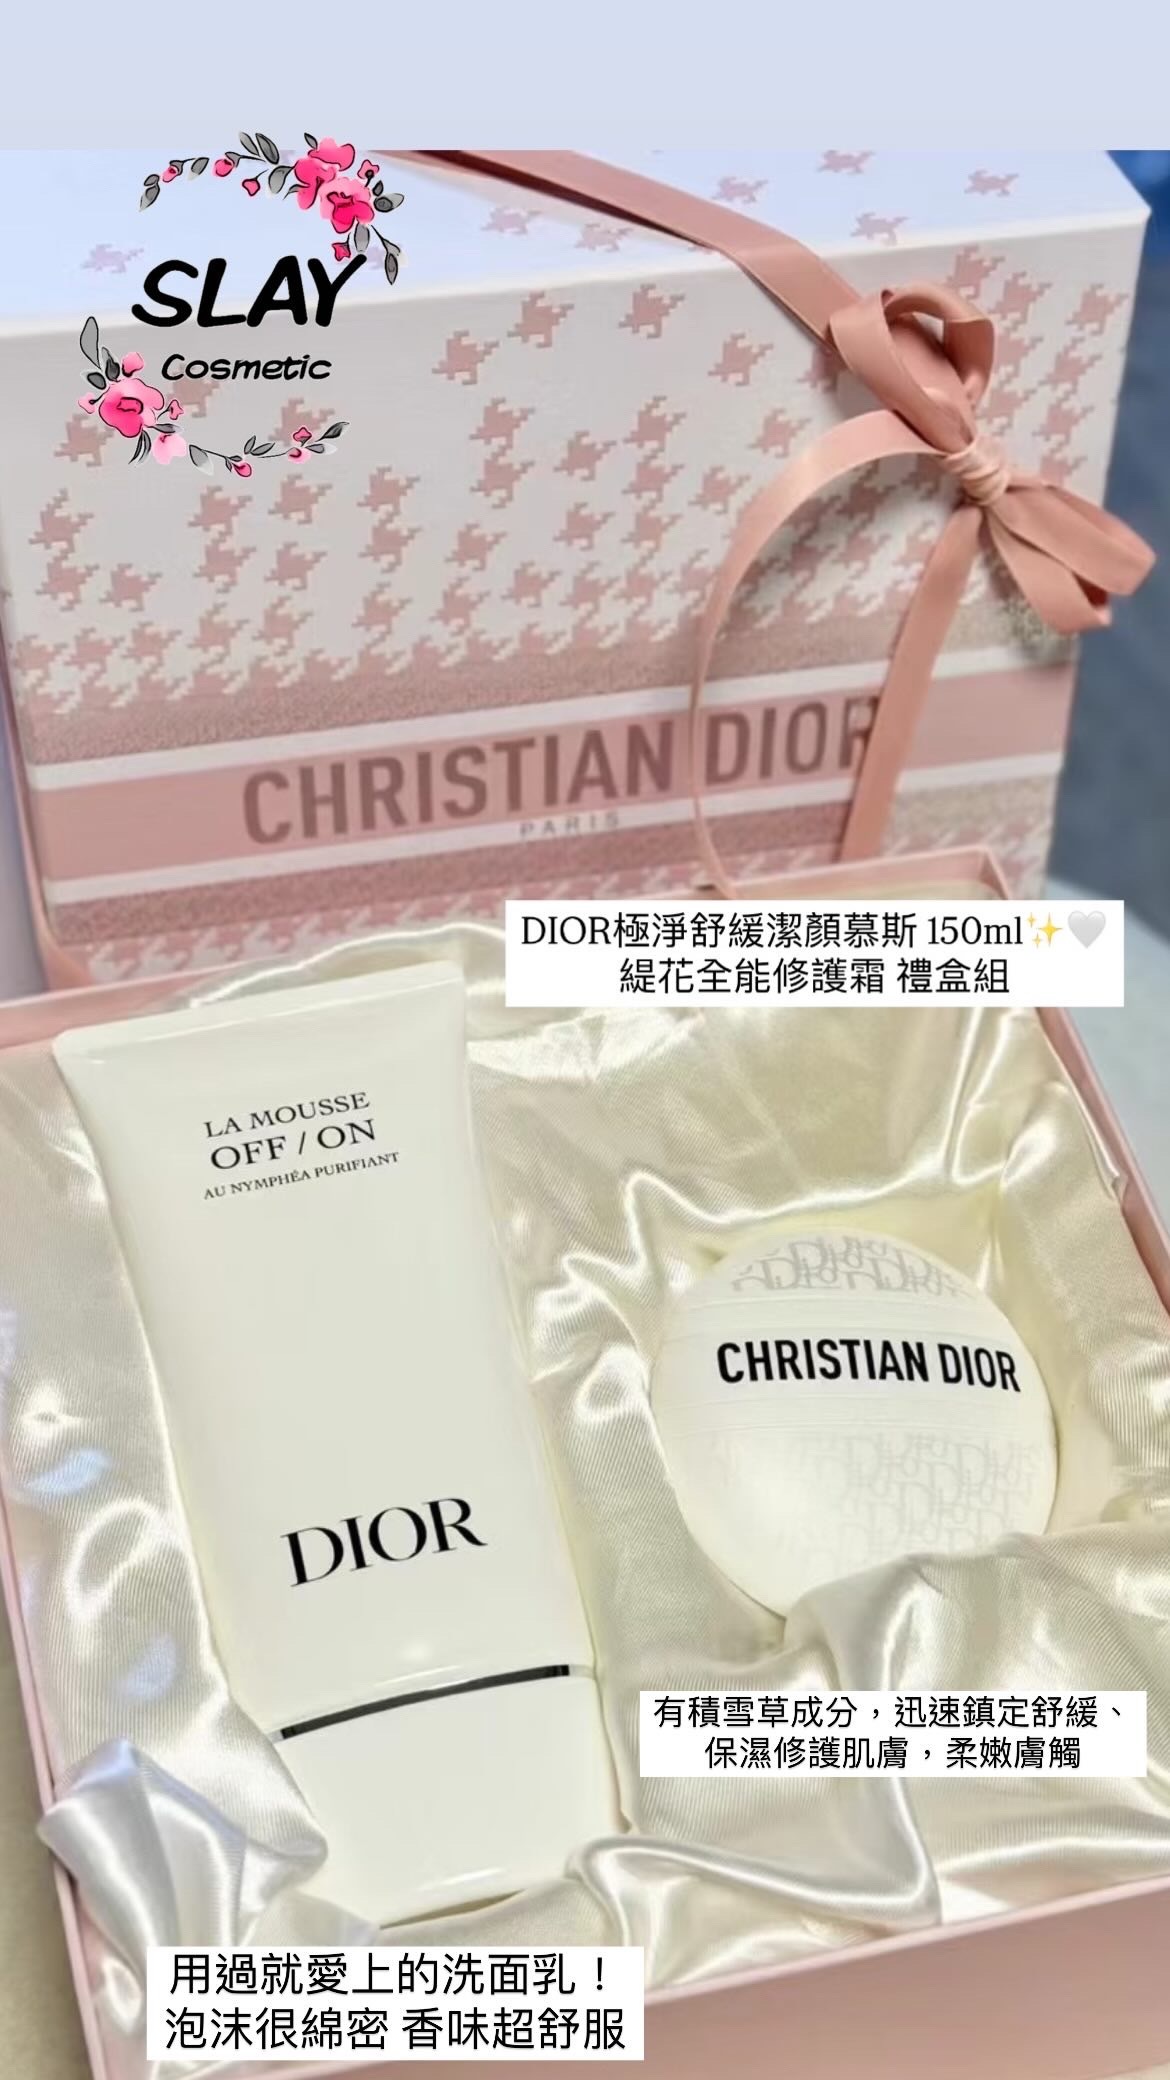 SLAY
Cosmetic
CHRISTIAN DIOR
PARIS
DIOR極淨舒緩潔顏慕斯 150ml✨🤍
緹花全能修護霜 禮盒組
LA MOUSSE
OFF / ON
AU NYMPHÉA PURIFIANT
CHRISTIAN DIOR
DIOR
有積雪草成分，迅速鎮定舒緩、
保濕修護肌膚，柔嫩膚觸
用過就愛上的洗面乳！
泡沫很綿密 香味超舒服